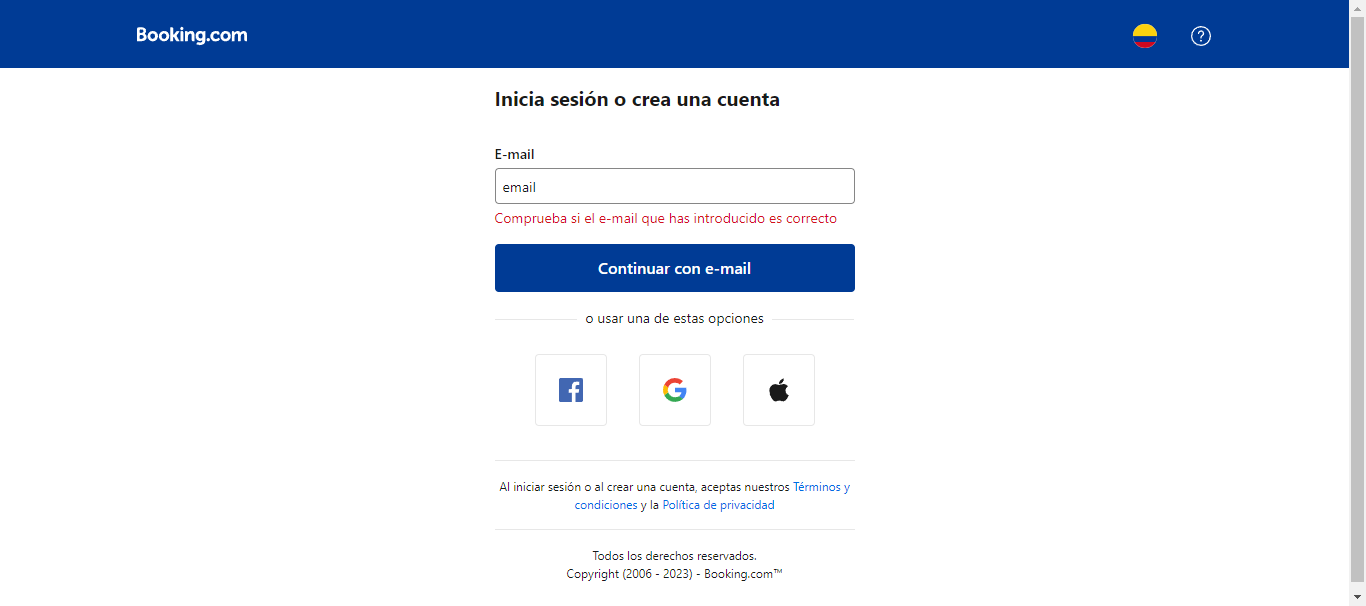 Booking.com
Inicia sesión o crea una cuenta
E-mail
email
Comprueba si el e-mail que has introducido es correcto
Continuar con e-mail
o usar una de estas opciones
Al iniciar sesión o al crear una cuenta, aceptas nuestros Términos y
condiciones y la Política de privacidad
Todos los derechos reservados.
Copyright (2006 - 2023) - Booking.com™